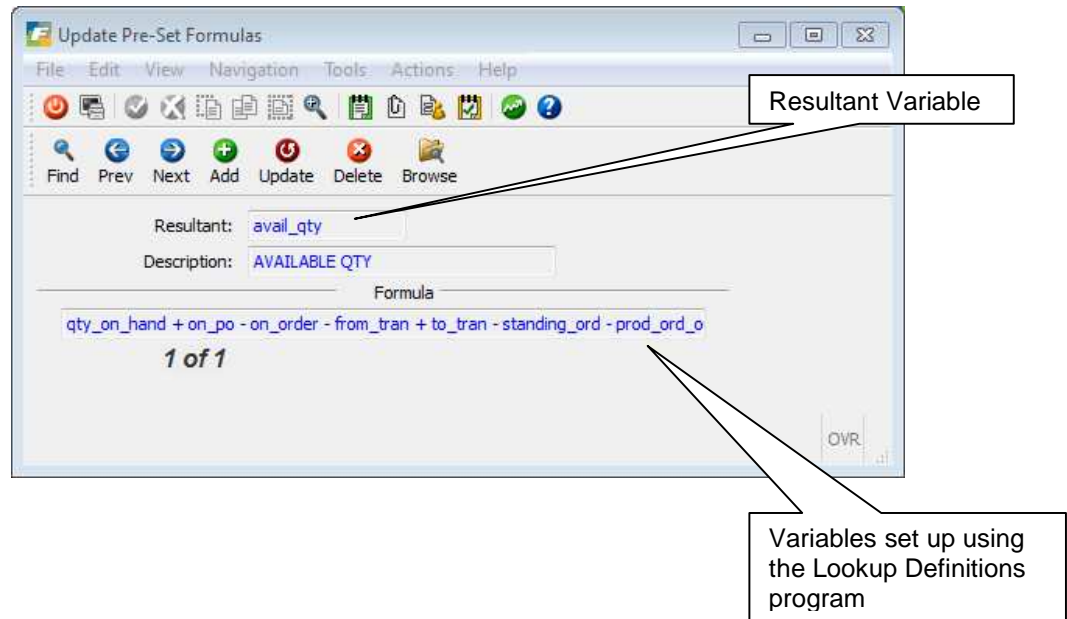 Update Pre-Set Formulas
File Edit View Navigation Tools Actions Help
Resultant Variable
Find Prev Next Add Update Delete Browse
Resultant: avail_qty
Description: AVAILABLE QTY
Formula
qty_on_hand + on_po - on_order - from_tran + to_tran - standing_ord - prod_ord_o
1 of 1
OVR
Variables set up using
the Lookup Definitions
program